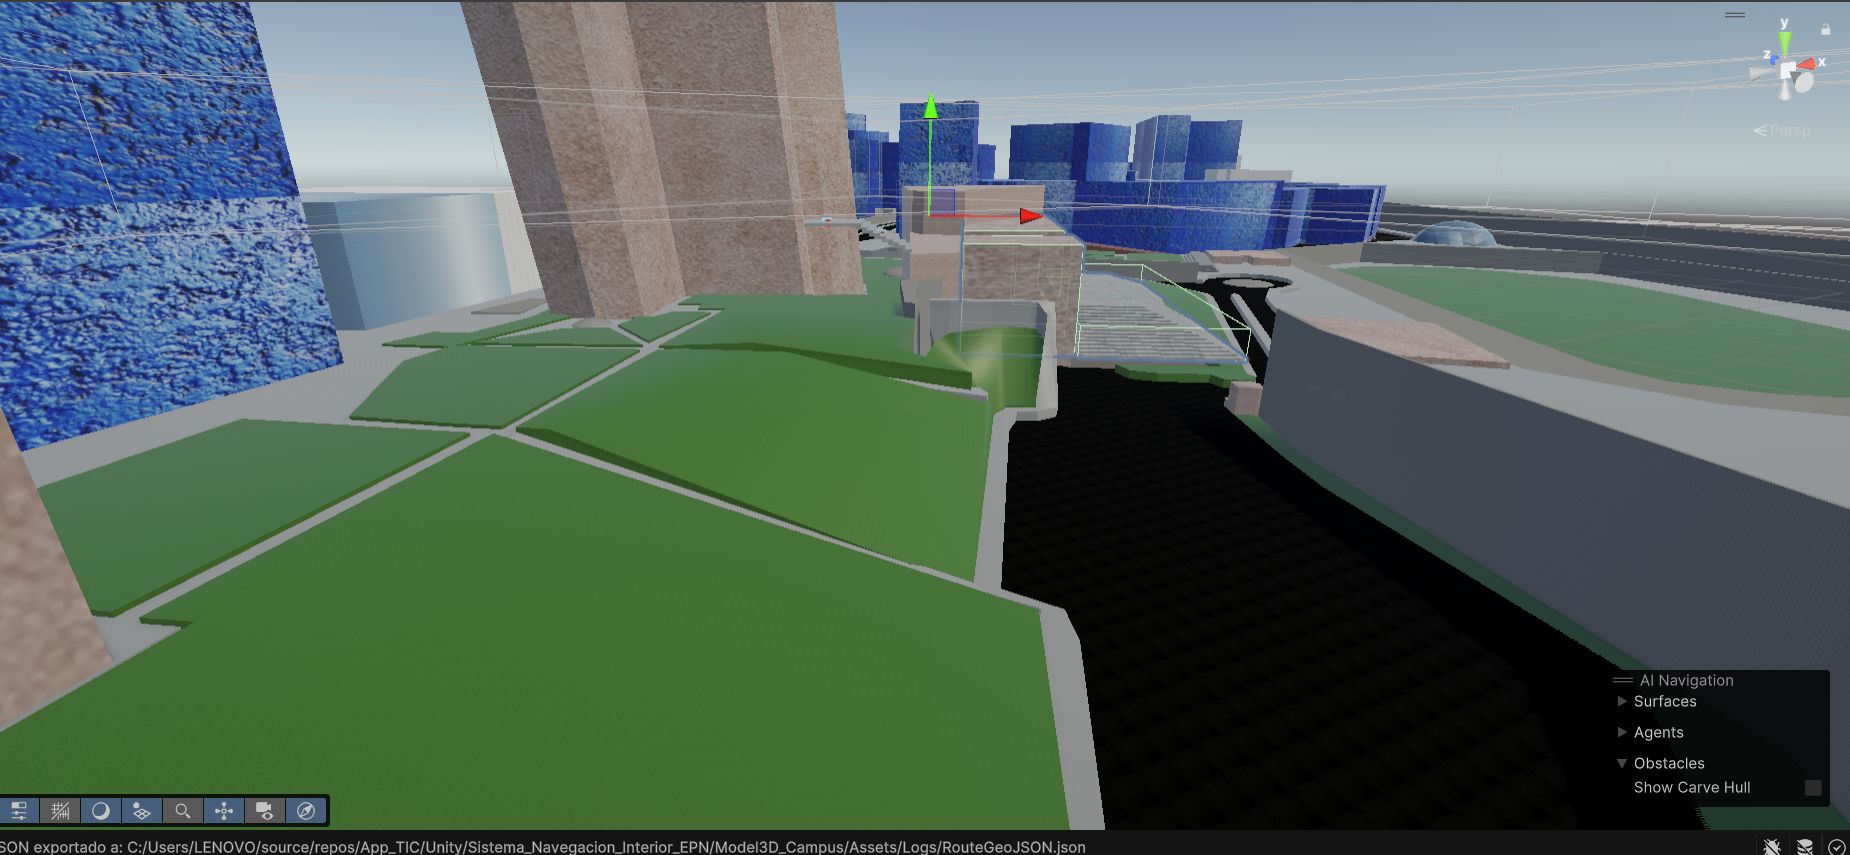 y
z
x
Persp
AI Navigation
Surfaces
Agents
Obstacles
Show Carve Hull
SON exportado a: C:/Users/LENOVO/source/repos/App_TIC/Unity/Sistema_Navegacion_Interior_EPN/Model3D_Campus/Assets/Logs/RouteGeoJSON.json